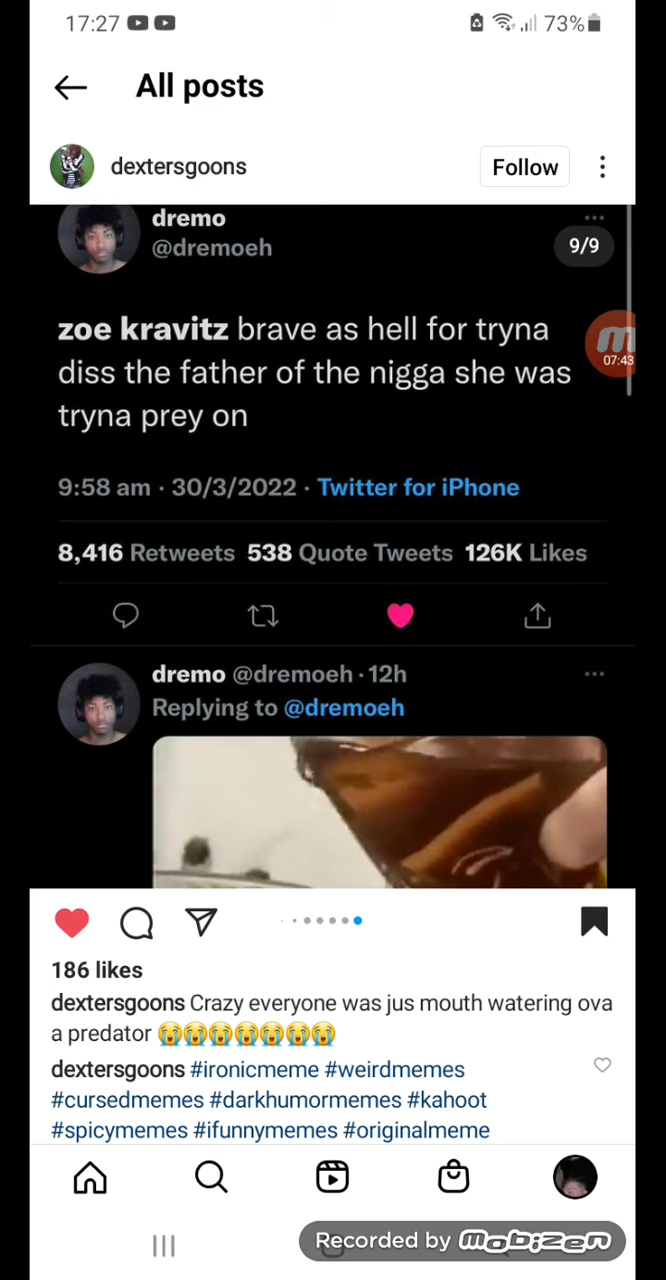 17:27
73%
All posts
dextersgoons
Follow
dremo
@dremoeh
9/9
zoe kravitz brave as hell for tryna
diss the father of the nigga she was
tryna prey on
07:43
9:58 am · 30/3/2022 · Twitter for iPhone
8,416 Retweets 538 Quote Tweets 126K Likes
dremo @dremoeh · 12h
Replying to @dremoeh
186 likes
dextersgoons Crazy everyone was jus mouth watering ova
a predator 😭😭😭😭😭😭😭
dextersgoons #ironicmeme #weirdmemes
#cursedmemes #darkhumormemes #kahoot
#spicymemes #ifunnymemes #originalmeme
Recorded by mobizen